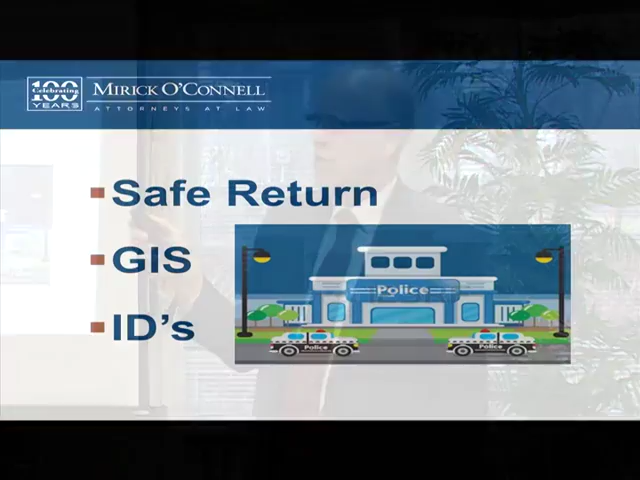 Celebrating
100
YEARS
MIRICK O'CONNELL
ATTORNEYS AT LAW
Safe Return
GIS
ID's
Police
Police
Police